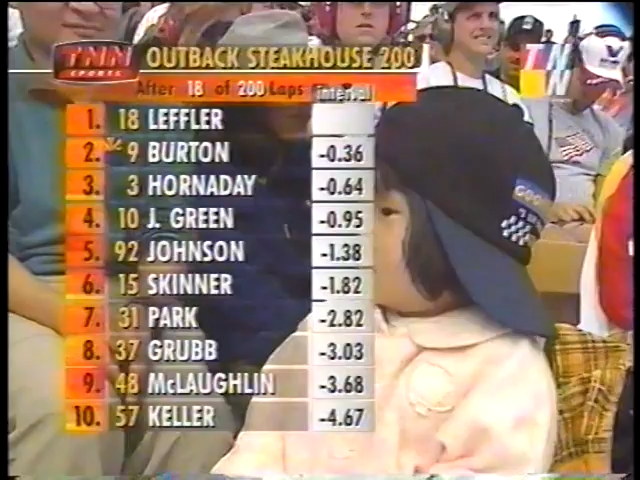 TNN SPORTS OUTBACK STEAKHOUSE 200
TNN
After 18 of 200 Laps interval
1. 18 LEFFLER
2. 9 BURTON -0.36
3. 3 HORNADAY -0.64
4. 10 J. GREEN -0.95
5. 92 JOHNSON -1.38
6. 15 SKINNER -1.82
7. 31 PARK -2.82
8. 37 GRUBB -3.03
9. 48 McLAUGHLIN -3.68
10. 57 KELLER -4.67